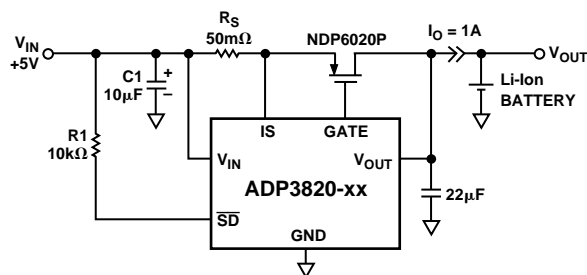 V_IN
+5V
R_S
50mΩ
NDP6020P
I_O = 1A
V_OUT
C1
10μF
+
–
Li-Ion
BATTERY
R1
10kΩ
IS
GATE
V_IN
V_OUT
ADP3820-xx
22μF
SD
GND